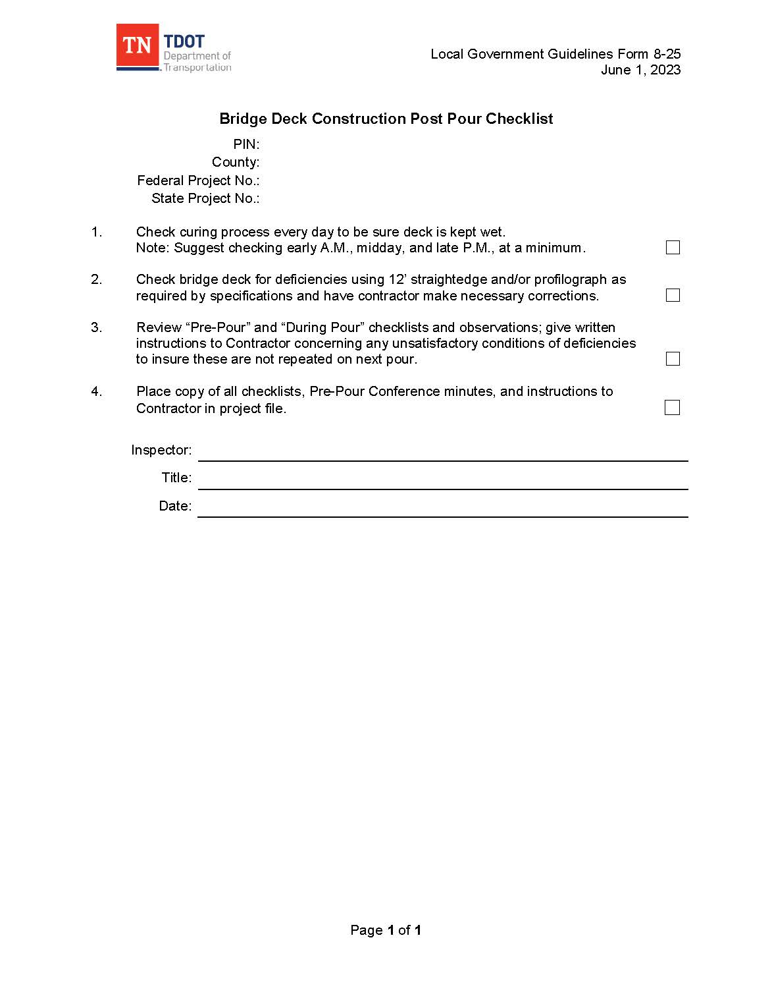 TN TDOT
Department of
Transportation
Local Government Guidelines Form 8-25
June 1, 2023
Bridge Deck Construction Post Pour Checklist
PIN:
County:
Federal Project No.:
State Project No.:
1. Check curing process every day to be sure deck is kept wet.
Note: Suggest checking early A.M., midday, and late P.M., at a minimum.
2. Check bridge deck for deficiencies using 12’ straightedge and/or profilograph as
required by specifications and have contractor make necessary corrections.
3. Review “Pre-Pour” and “During Pour” checklists and observations; give written
instructions to Contractor concerning any unsatisfactory conditions of deficiencies
to insure these are not repeated on next pour.
4. Place copy of all checklists, Pre-Pour Conference minutes, and instructions to
Contractor in project file.
Inspector:
Title:
Date:
Page 1 of 1